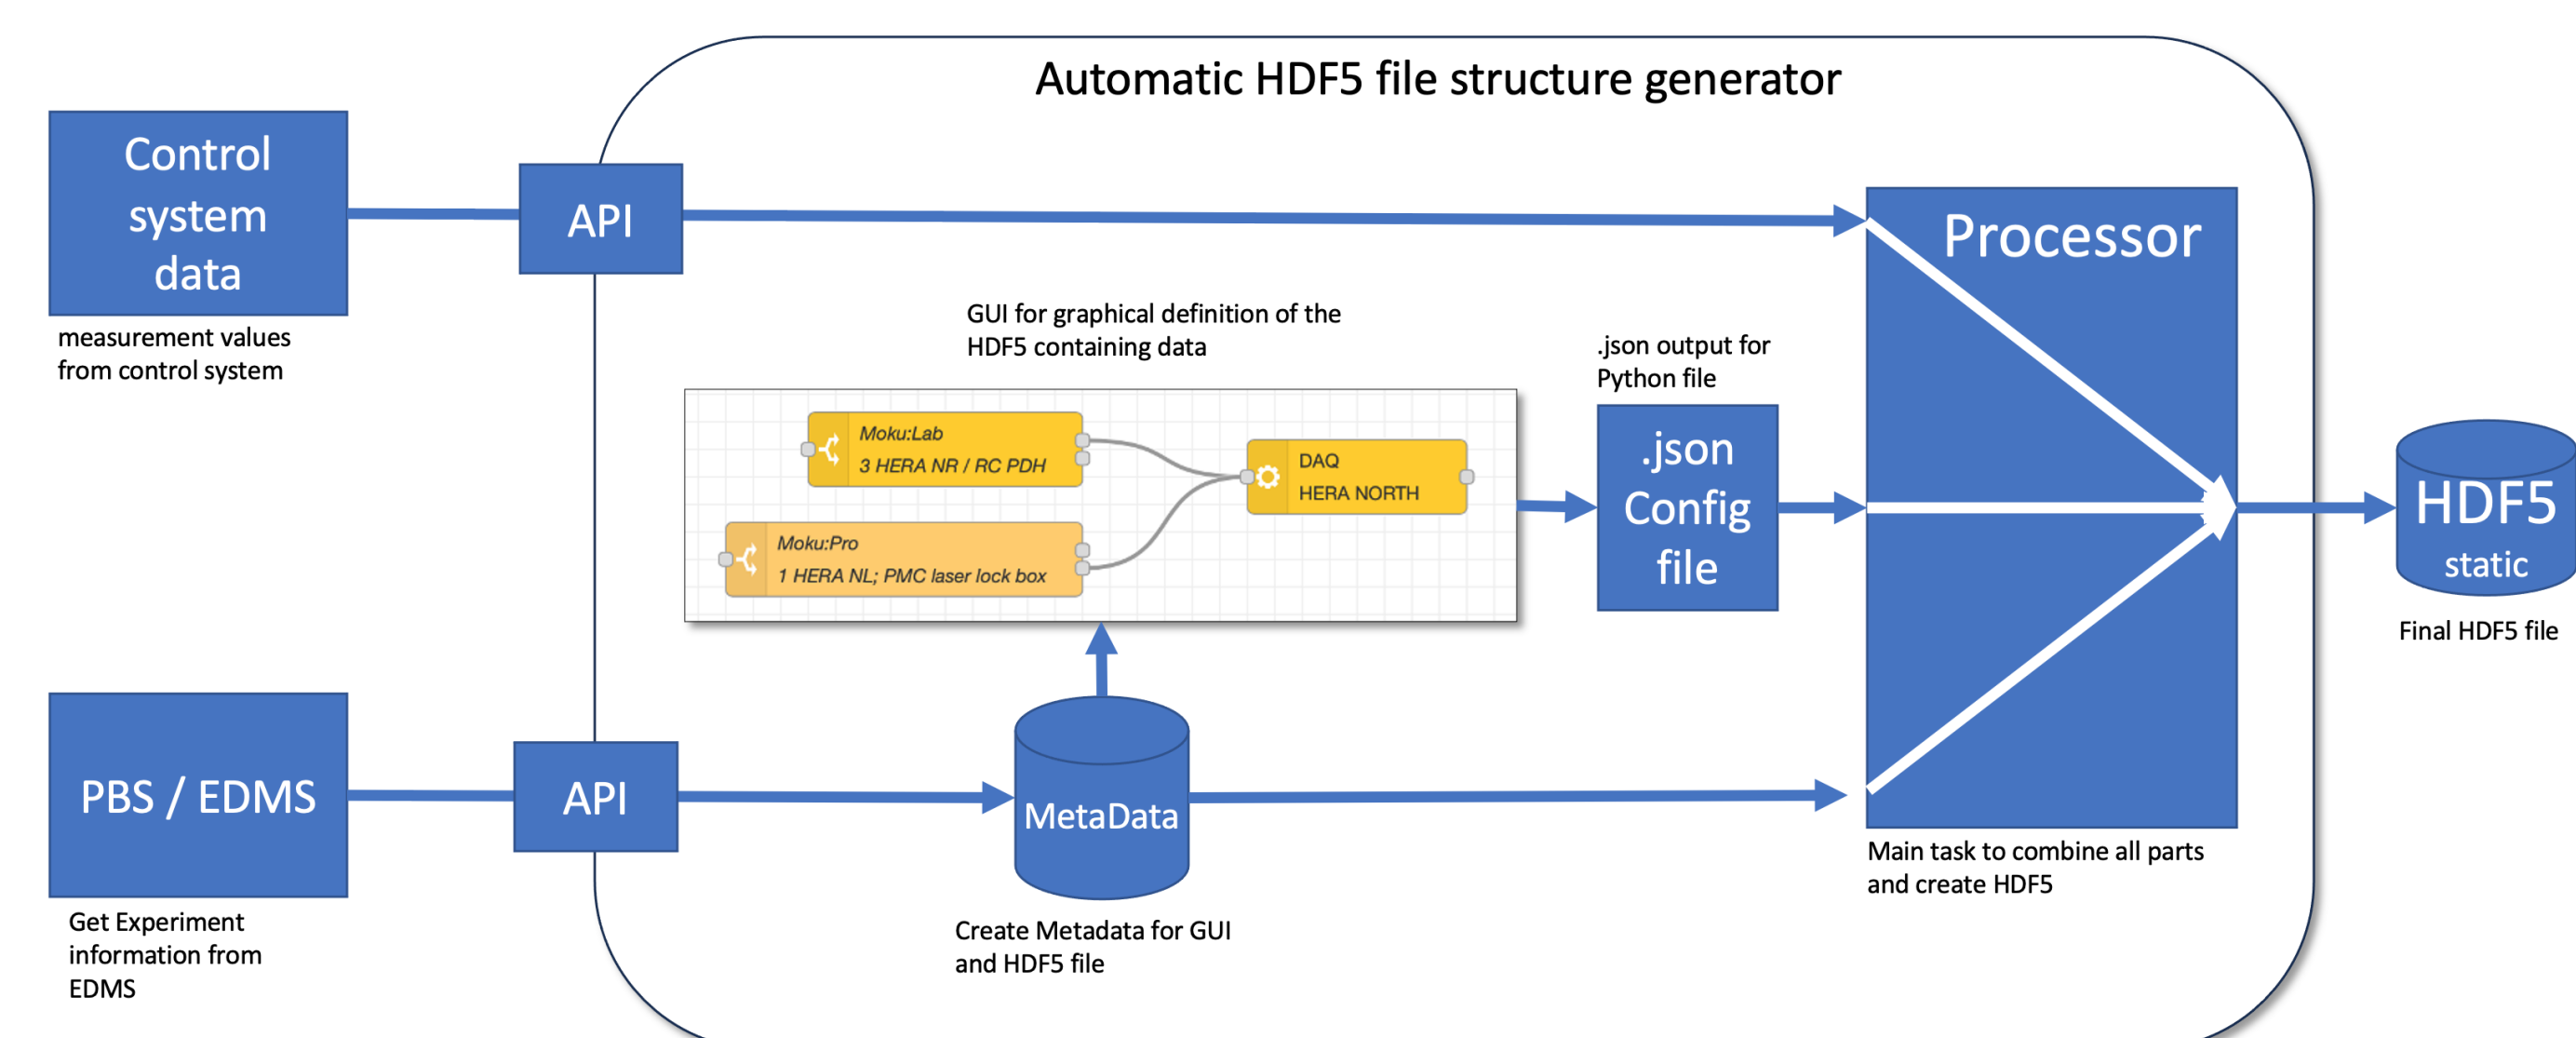 Automatic HDF5 file structure generator
Control
system
data
measurement values
from control system
API
Processor
GUI for graphical definition of the
HDF5 containing data
Moku:Lab
3 HERA NR / RC PDH
Moku:Pro
1 HERA NL; PMC laser lock box
DAQ
HERA NORTH
.json output for
Python file
.json
Config
file
HDF5
static
Final HDF5 file
PBS / EDMS
Get Experiment
information from
EDMS
API
MetaData
Create Metadata for GUI
and HDF5 file
Main task to combine all parts
and create HDF5